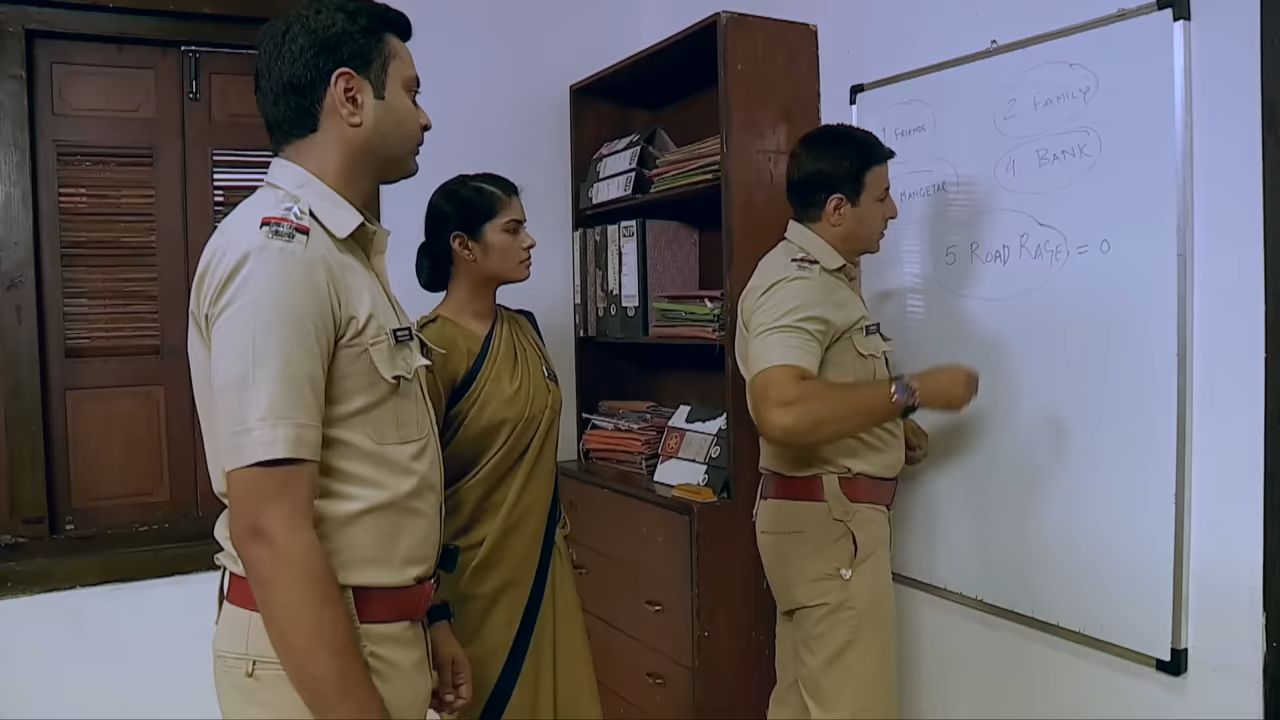 1 FRIENDS
2 FAMILY
MANGETAR
4. BANK
5 ROAD RAGE = 0